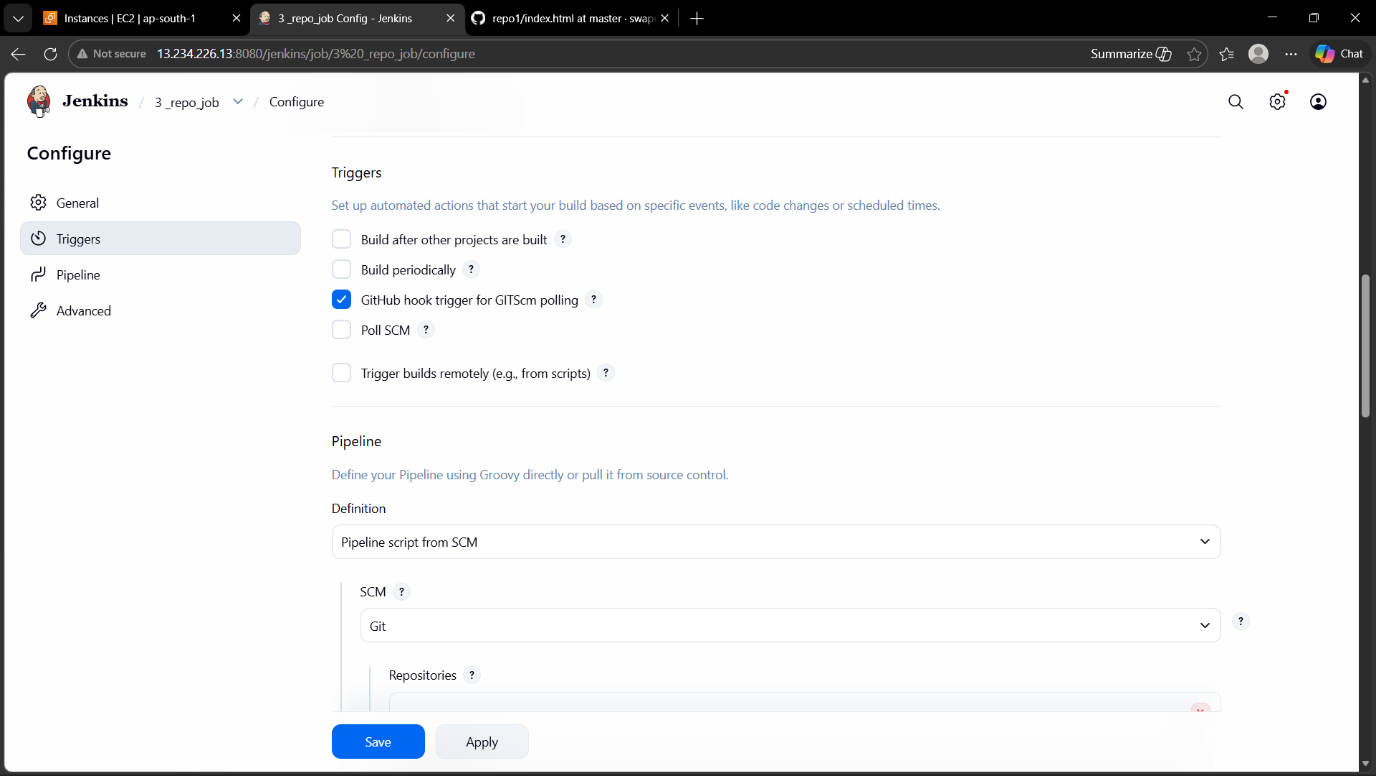 Instances | EC2 | ap-south-1
3 _repo_job Config - Jenkins
repo1/index.html at master · swap
Not secure
13.234.226.13:8080/jenkins/job/3%20_repo_job/configure
Summarize
Chat
Jenkins / 3 _repo_job / Configure
Configure
General
Triggers
Pipeline
Advanced
Triggers
Set up automated actions that start your build based on specific events, like code changes or scheduled times.
Build after other projects are built ?
Build periodically ?
GitHub hook trigger for GITScm polling ?
Poll SCM ?
Trigger builds remotely (e.g., from scripts) ?
Pipeline
Define your Pipeline using Groovy directly or pull it from source control.
Definition
Pipeline script from SCM
SCM ?
Git
?
Repositories ?
Save
Apply